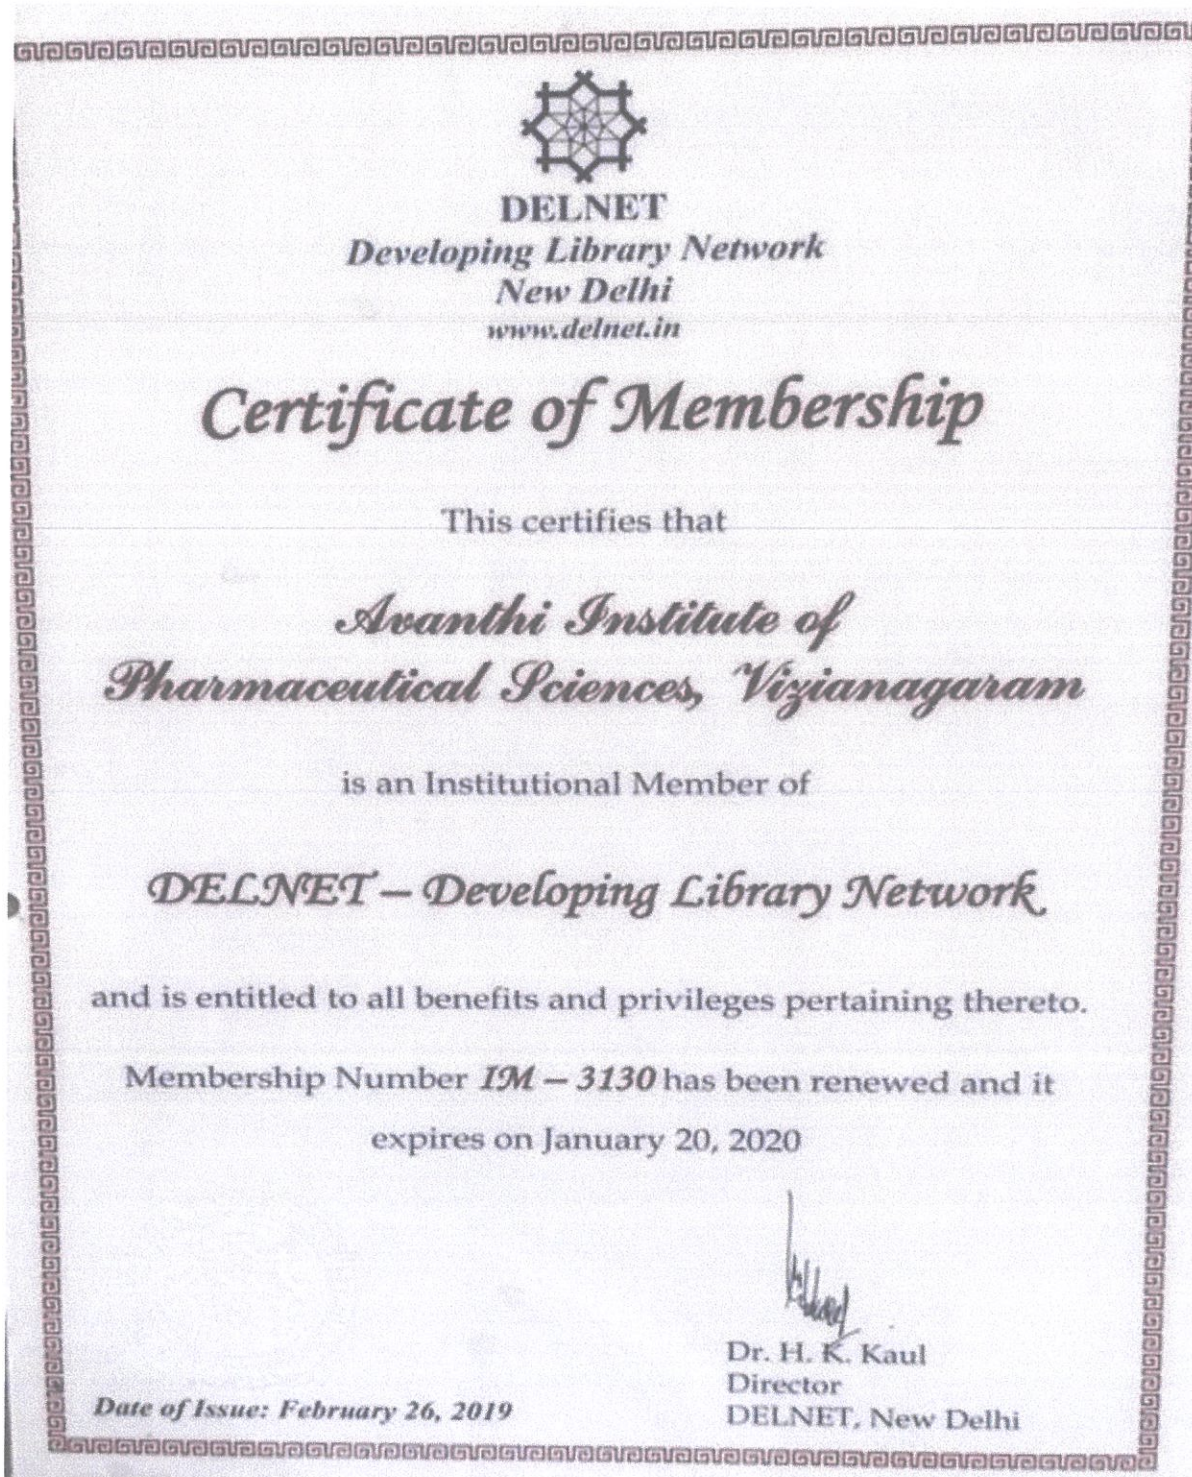 DELNET
Developing Library Network
New Delhi
www.delnet.in
Certificate of Membership
This certifies that
Avanthi Institute of
Pharmaceutical Sciences, Vizianagaram
is an Institutional Member of
DELNET – Developing Library Network
and is entitled to all benefits and privileges pertaining thereto.
Membership Number IM – 3130 has been renewed and it
expires on January 20, 2020
Dr. H. K. Kaul
Director
Date of Issue: February 26, 2019
DELNET, New Delhi